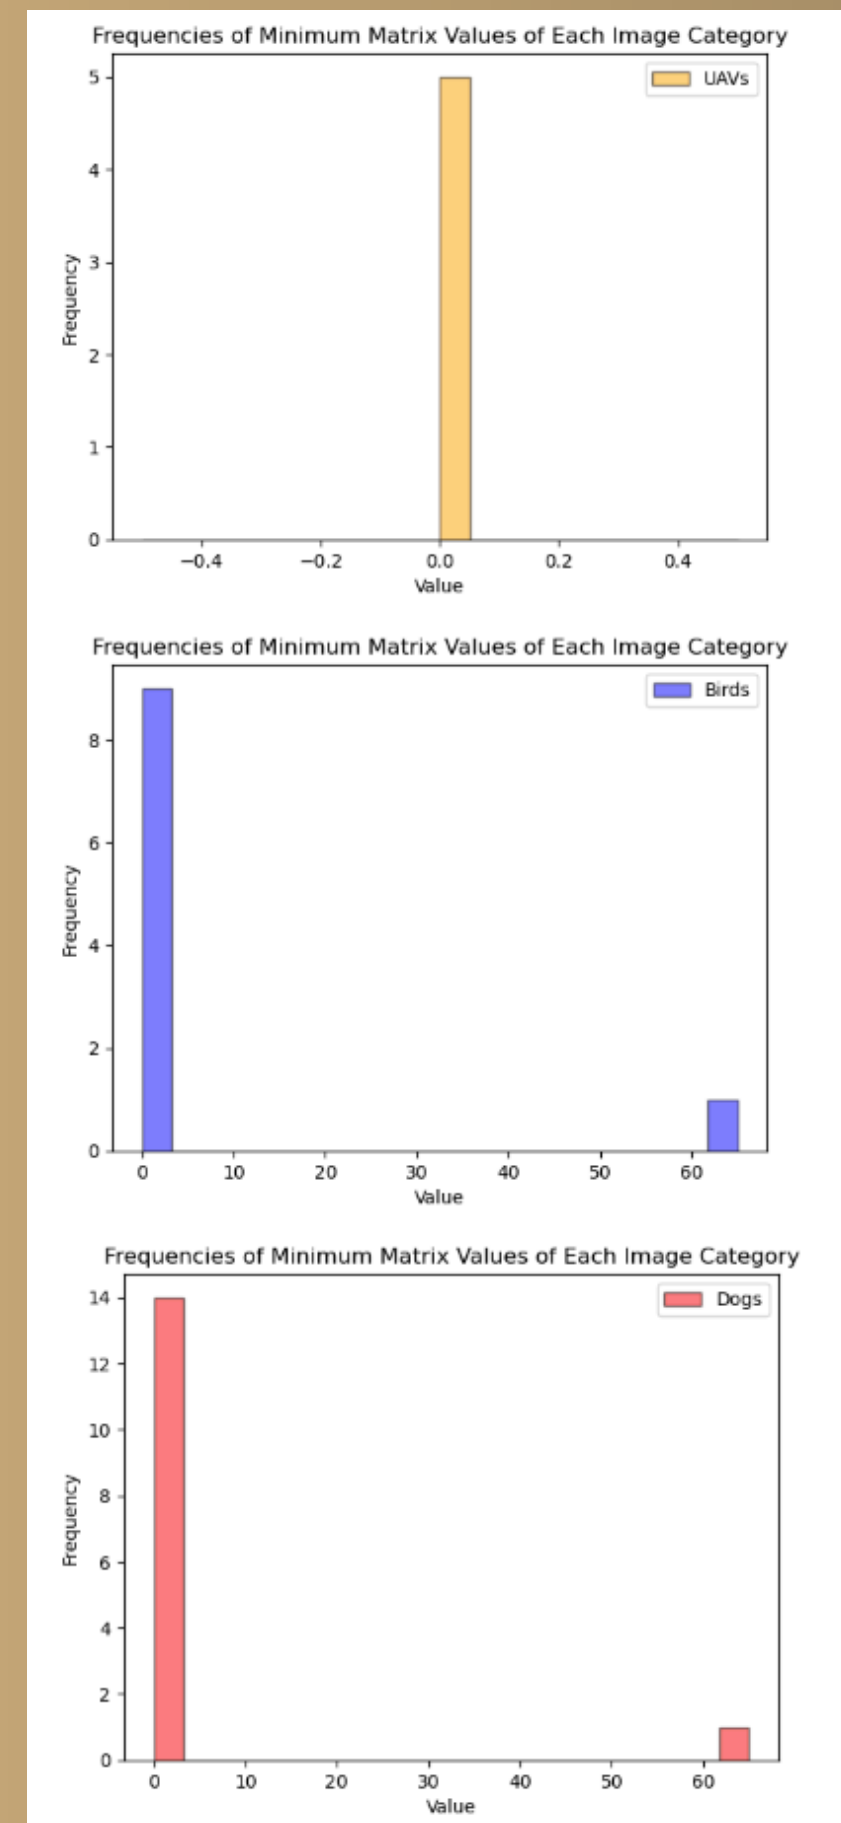 Frequencies of Minimum Matrix Values of Each Image Category
UAVs
5
4
3
2
1
0
Frequency
−0.4 −0.2 0.0 0.2 0.4
Value
Frequencies of Minimum Matrix Values of Each Image Category
Birds
8
6
4
2
0
Frequency
0 10 20 30 40 50 60
Value
Frequencies of Minimum Matrix Values of Each Image Category
Dogs
14
12
10
8
6
4
2
0
Frequency
0 10 20 30 40 50 60
Value